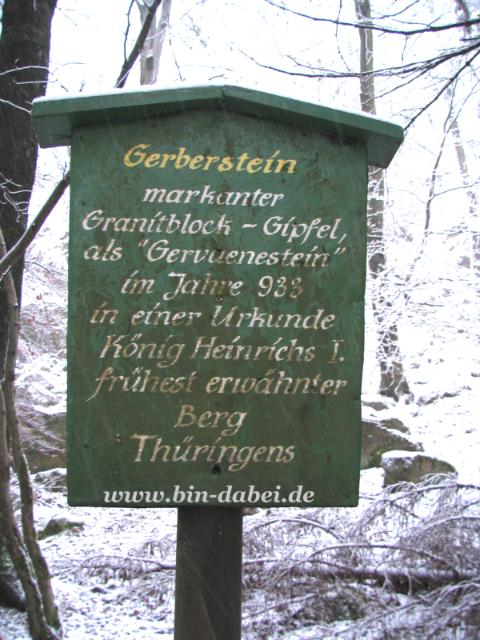 Gerberstein
markanter
Granitblock - Gipfel,
als "Gervuenestein"
im Jahre 933
in einer Urkunde
König Heinrichs I.
frühest erwähnter
Berg
Thüringens
www.bin-dabei.de